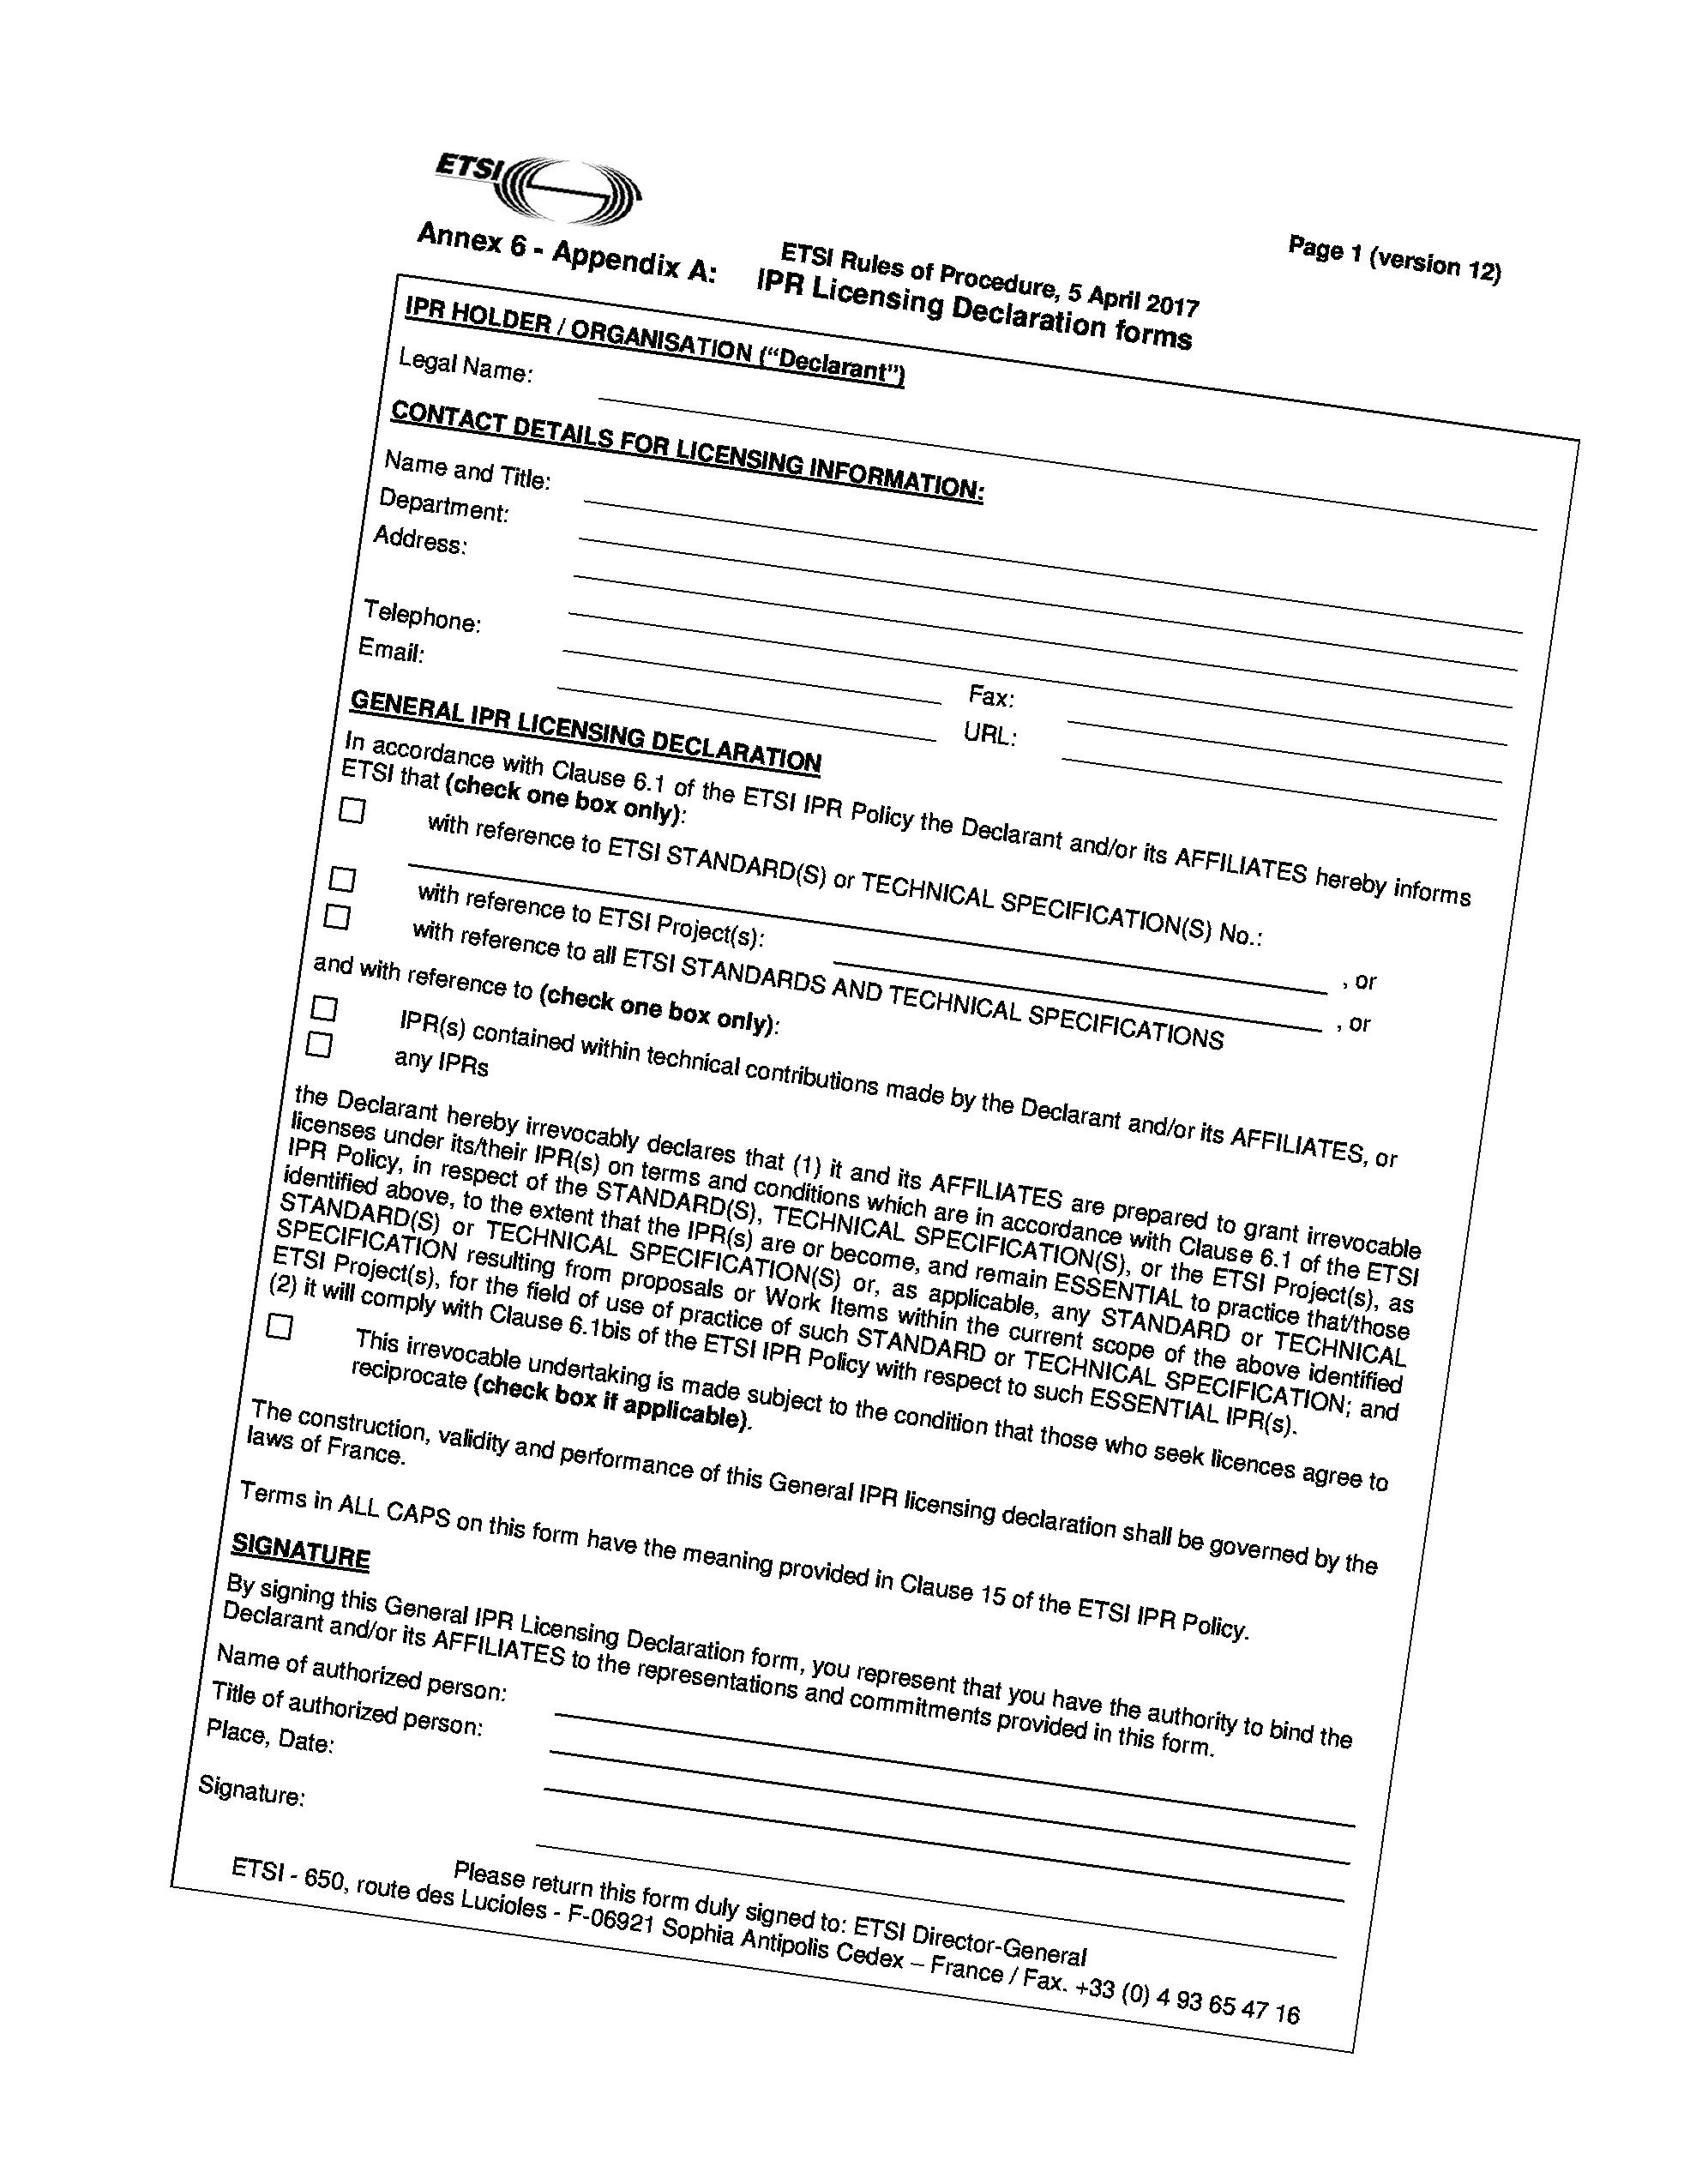 ETSI
Page 1 (version 12)
ETSI Rules of Procedure, 5 April 2017
Annex 6 - Appendix A: IPR Licensing Declaration forms
IPR HOLDER / ORGANISATION (“Declarant”)
Legal Name:
CONTACT DETAILS FOR LICENSING INFORMATION:
Name and Title:
Department:
Address:
Telephone: Fax:
Email: URL:
GENERAL IPR LICENSING DECLARATION
In accordance with Clause 6.1 of the ETSI IPR Policy the Declarant and/or its AFFILIATES hereby informs
ETSI that (check one box only):
with reference to ETSI STANDARD(S) or TECHNICAL SPECIFICATION(S) No.:
, or
with reference to ETSI Project(s): , or
with reference to all ETSI STANDARDS AND TECHNICAL SPECIFICATIONS
and with reference to (check one box only):
IPR(s) contained within technical contributions made by the Declarant and/or its AFFILIATES, or
any IPRs
the Declarant hereby irrevocably declares that (1) it and its AFFILIATES are prepared to grant irrevocable
licenses under its/their IPR(s) on terms and conditions which are in accordance with Clause 6.1 of the ETSI
IPR Policy, in respect of the STANDARD(S), TECHNICAL SPECIFICATION(S), or the ETSI Project(s), as
identified above, to the extent that the IPR(s) are or become, and remain ESSENTIAL to practice that/those
STANDARD(S) or TECHNICAL SPECIFICATION(S) or, as applicable, any STANDARD or TECHNICAL
SPECIFICATION resulting from proposals or Work Items within the current scope of the above identified
ETSI Project(s), for the field of use of practice of such STANDARD or TECHNICAL SPECIFICATION; and
(2) it will comply with Clause 6.1bis of the ETSI IPR Policy with respect to such ESSENTIAL IPR(s).
This irrevocable undertaking is made subject to the condition that those who seek licences agree to
reciprocate (check box if applicable).
The construction, validity and performance of this General IPR licensing declaration shall be governed by the
laws of France.
Terms in ALL CAPS on this form have the meaning provided in Clause 15 of the ETSI IPR Policy.
SIGNATURE
By signing this General IPR Licensing Declaration form, you represent that you have the authority to bind the
Declarant and/or its AFFILIATES to the representations and commitments provided in this form.
Name of authorized person:
Title of authorized person:
Place, Date:
Signature:
Please return this form duly signed to: ETSI Director-General
ETSI - 650, route des Lucioles - F-06921 Sophia Antipolis Cedex – France / Fax. +33 (0) 4 93 65 47 16